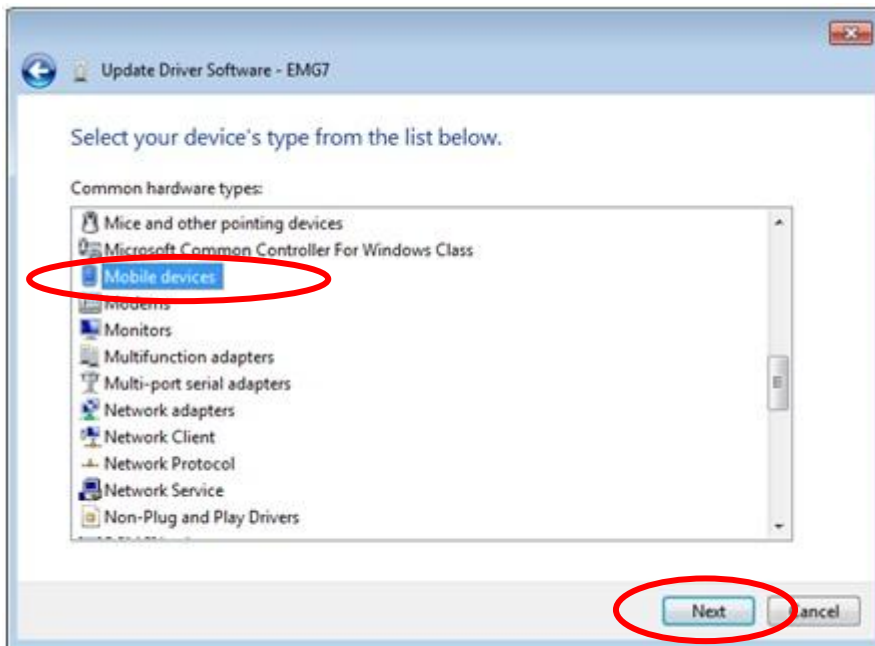 Update Driver Software - EMG7
Select your device's type from the list below.
Common hardware types:
Mice and other pointing devices
Microsoft Common Controller For Windows Class
Mobile devices
Modems
Monitors
Multifunction adapters
Multi-port serial adapters
Network adapters
Network Client
Network Protocol
Network Service
Non-Plug and Play Drivers
Next Cancel